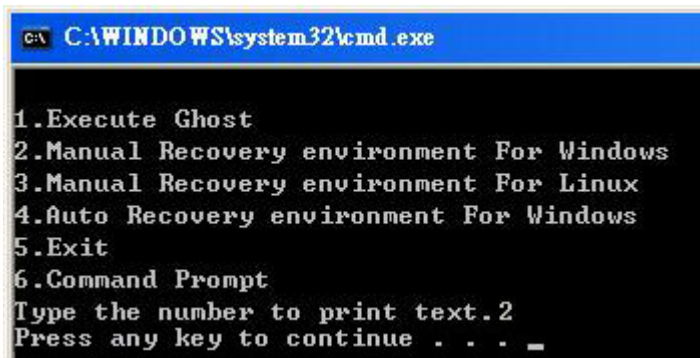 C:\WINDOWS\system32\cmd.exe
1.Execute Ghost
2.Manual Recovery environment For Windows
3.Manual Recovery environment For Linux
4.Auto Recovery environment For Windows
5.Exit
6.Command Prompt
Type the number to print text.2
Press any key to continue . . . _